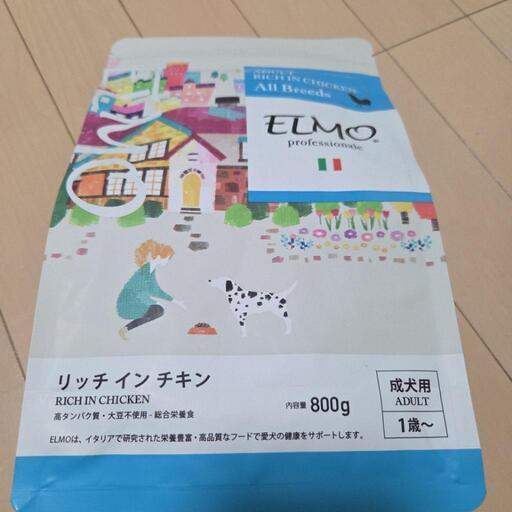 ADULT
RICH IN CHICKEN
All Breeds
ELMO®
professionale
リッチ イン チキン
RICH IN CHICKEN
高タンパク質・大豆不使用 - 総合栄養食
内容量 800g
成犬用
ADULT
1歳～
ELMOは、イタリアで研究された栄養豊富・高品質なフードで愛犬の健康をサポートします。